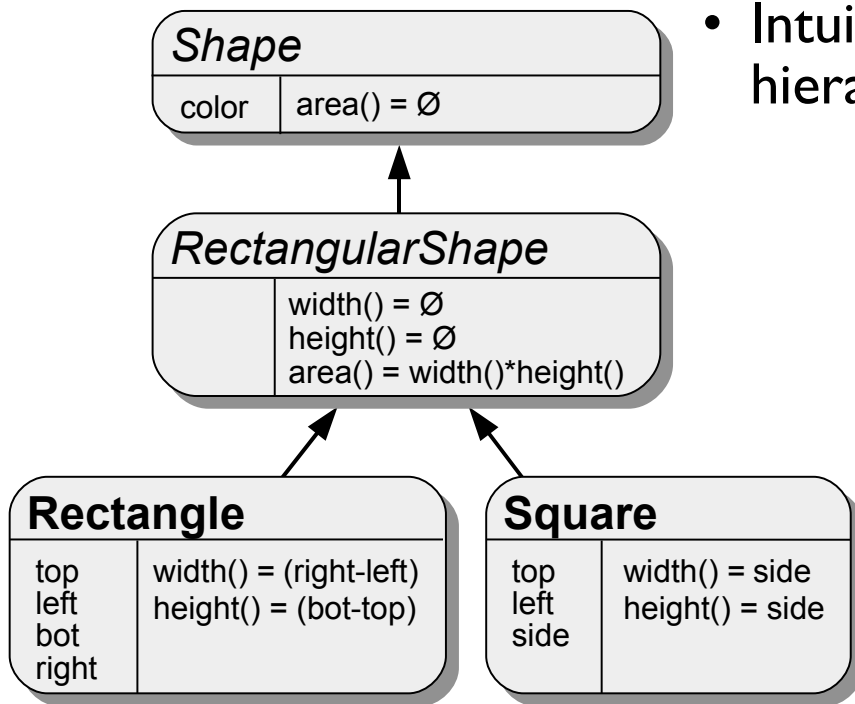 Shape
color
area() = Ø
• 
RectangularShape
width() = Ø
height() = Ø
area() = width()*height()
Rectangle
top
left
bot
right
width() = (right-left)
height() = (bot-top)
Square
top
left
side
width() = side
height() = side